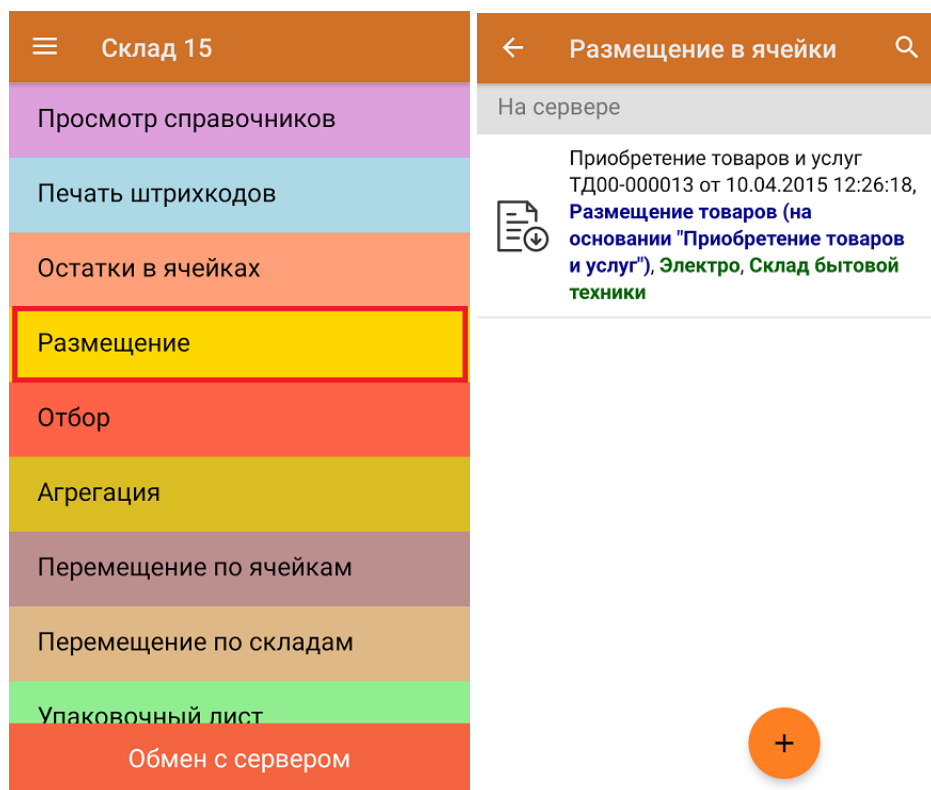 Склад 15
Просмотр справочников
Печать штрихкодов
Остатки в ячейках
Размещение
Отбор
Агрегация
Перемещение по ячейкам
Перемещение по складам
Упаковочный лист
Обмен с сервером
Размещение в ячейки
На сервере
Приобретение товаров и услуг
ТД00-000013 от 10.04.2015 12:26:18,
Размещение товаров (на
основании "Приобретение товаров
и услуг"), Электро, Склад бытовой
техники
+